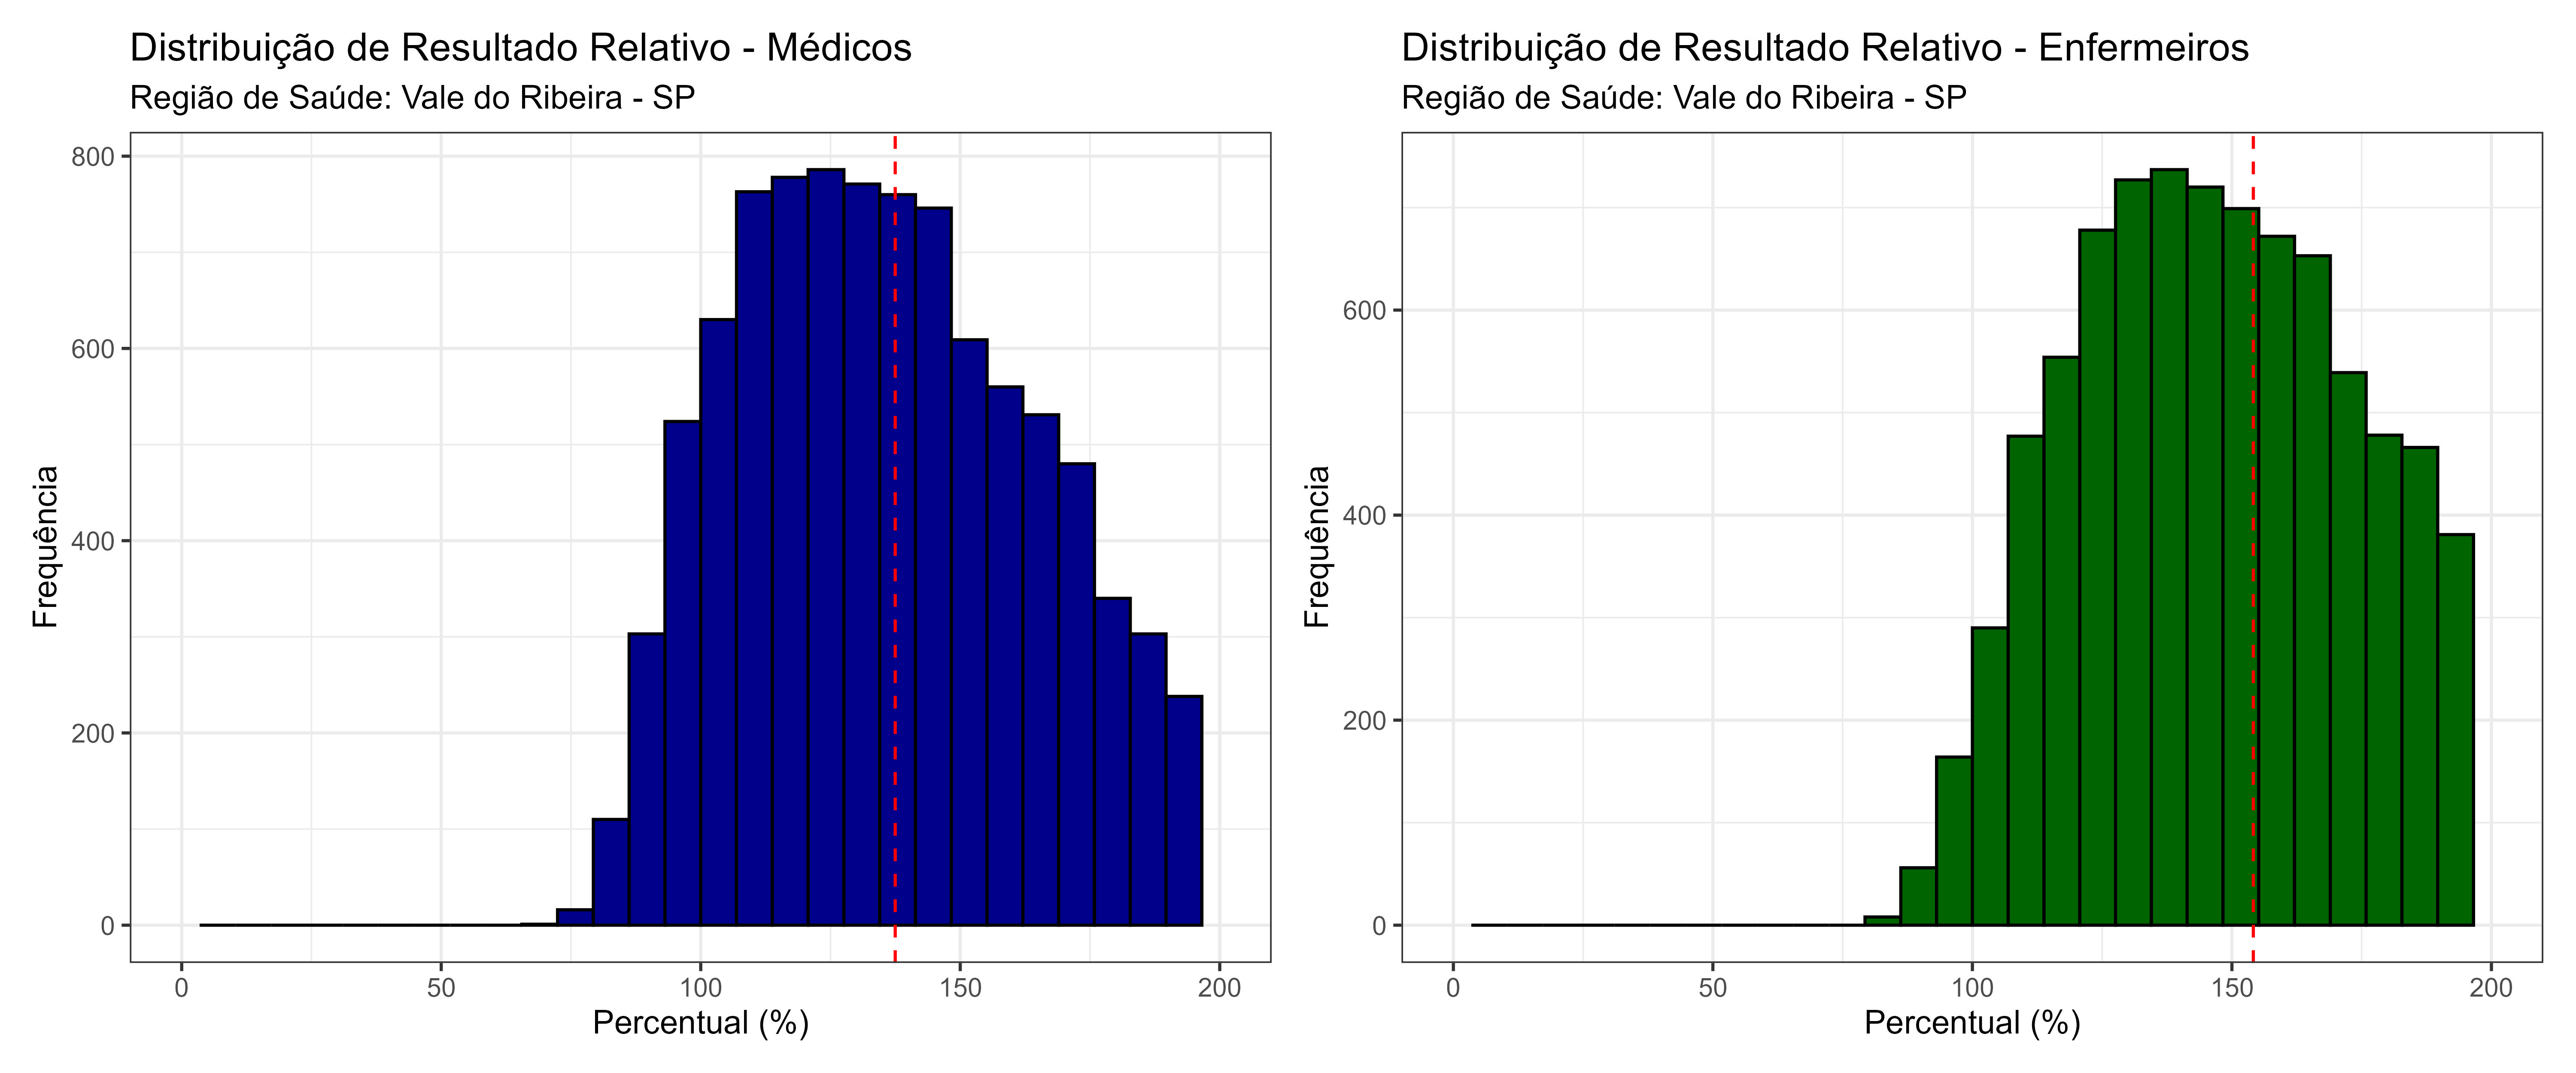 Distribuição de Resultado Relativo - Médicos
Região de Saúde: Vale do Ribeira - SP
800
600
400
200
0
Frequência
0 50 100 150 200
Percentual (%)
Distribuição de Resultado Relativo - Enfermeiros
Região de Saúde: Vale do Ribeira - SP
600
400
200
0
Frequência
0 50 100 150 200
Percentual (%)